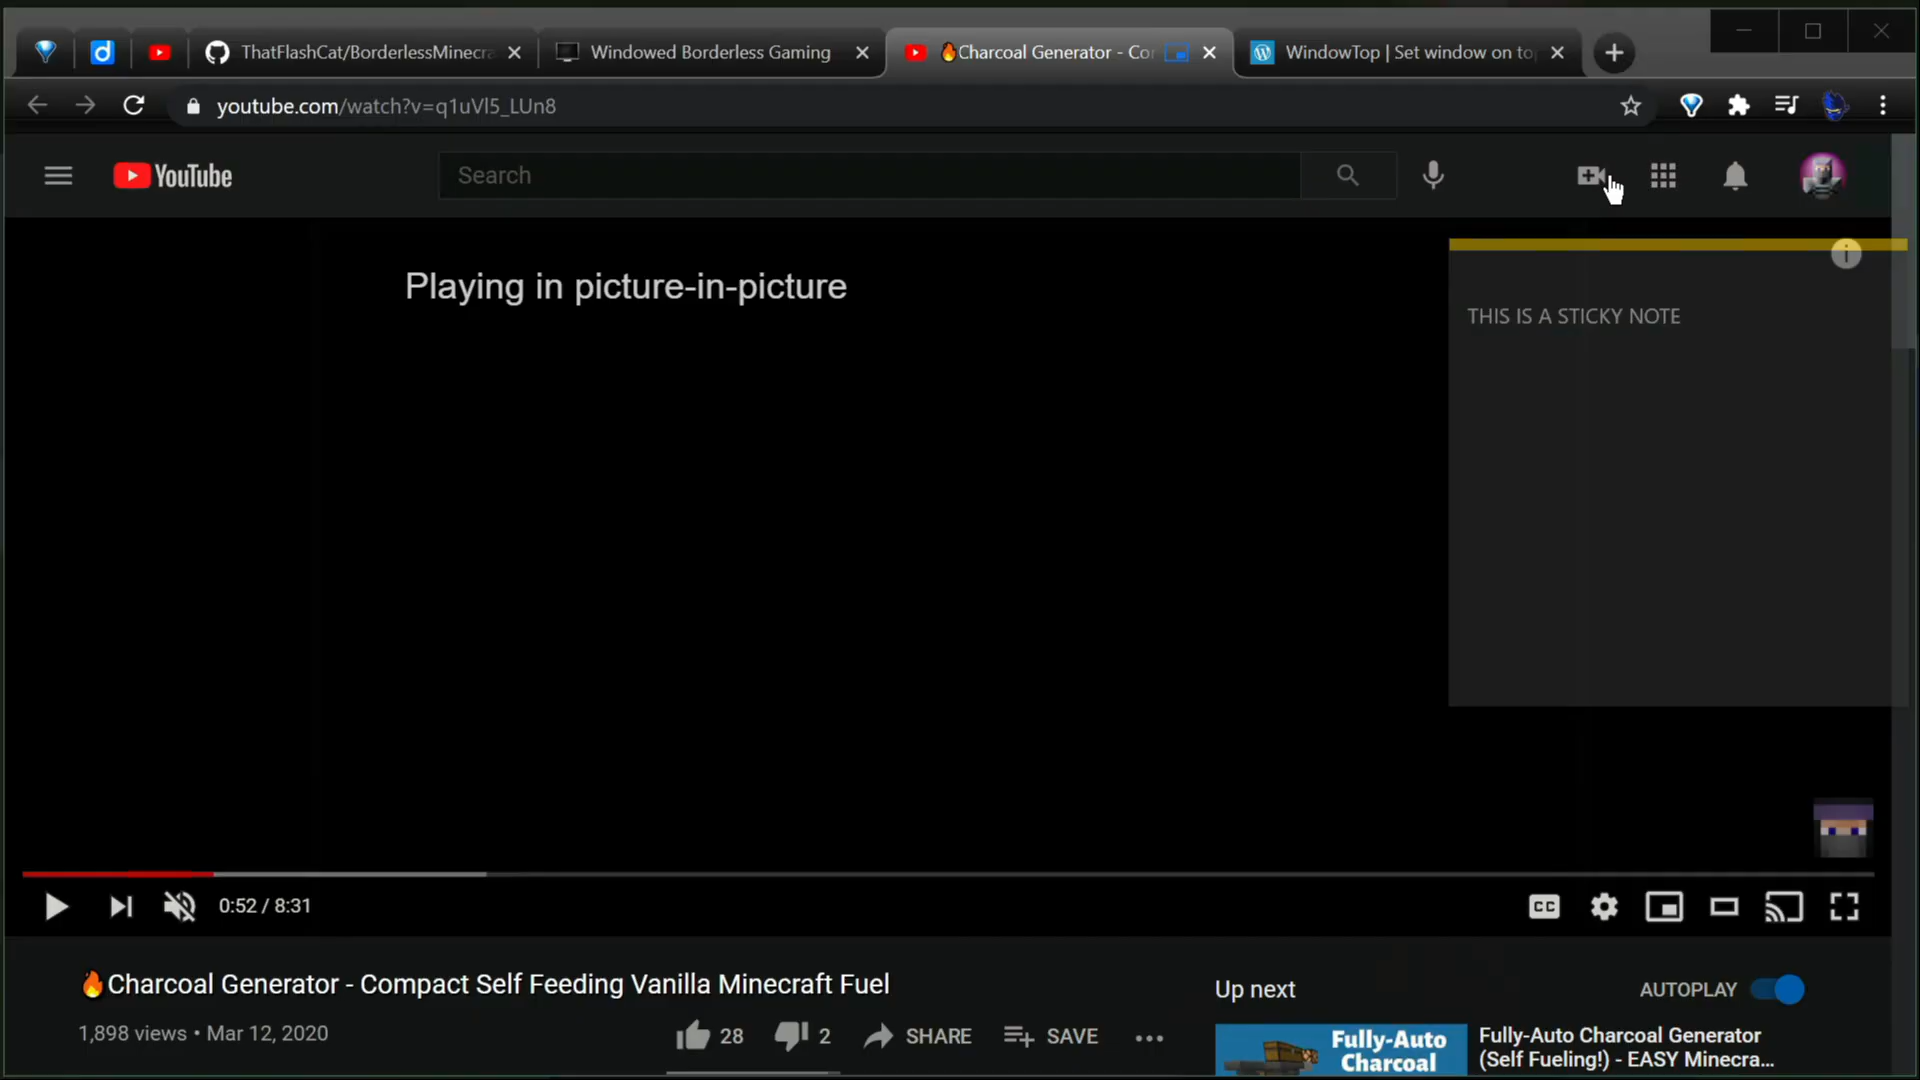 ThatFlashCat/BorderlessMinecra
Windowed Borderless Gaming
🔥Charcoal Generator - Co
WindowTop | Set window on top
youtube.com/watch?v=q1uVl5_LUn8
YouTube
Search
Playing in picture-in-picture
THIS IS A STICKY NOTE
0:52 / 8:31
CC
🔥Charcoal Generator - Compact Self Feeding Vanilla Minecraft Fuel
1,898 views • Mar 12, 2020
28
2
SHARE
SAVE
Up next
AUTOPLAY
Fully-Auto
Charcoal
Fully-Auto Charcoal Generator
(Self Fueling!) - EASY Minecra...